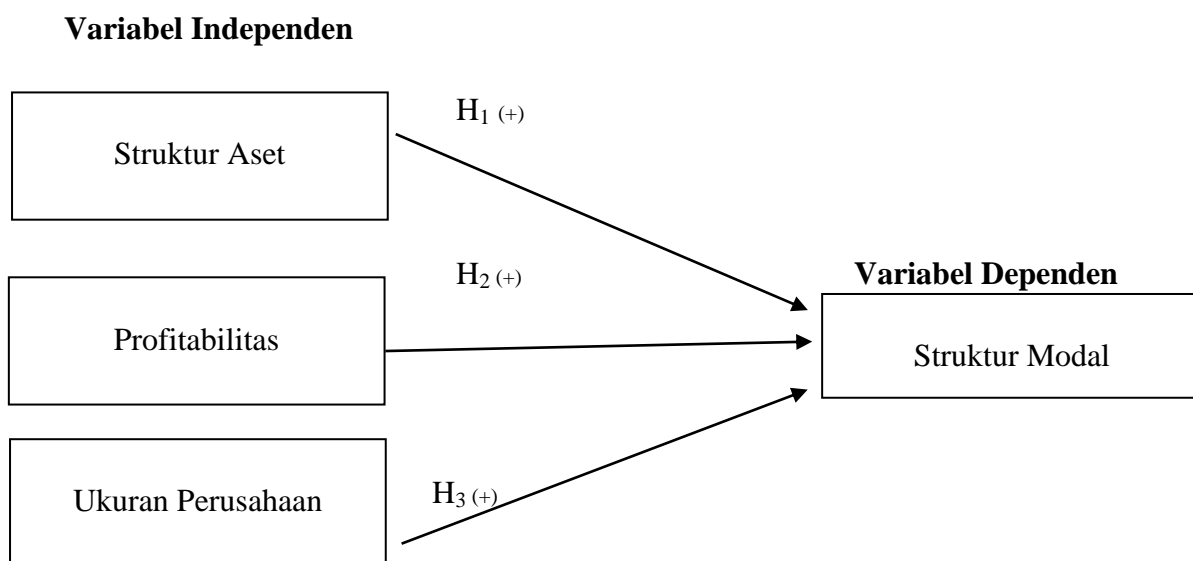 Variabel Independen
H1 (+)
Struktur Aset
H2 (+)
Variabel Dependen
Profitabilitas
Struktur Modal
H3 (+)
Ukuran Perusahaan